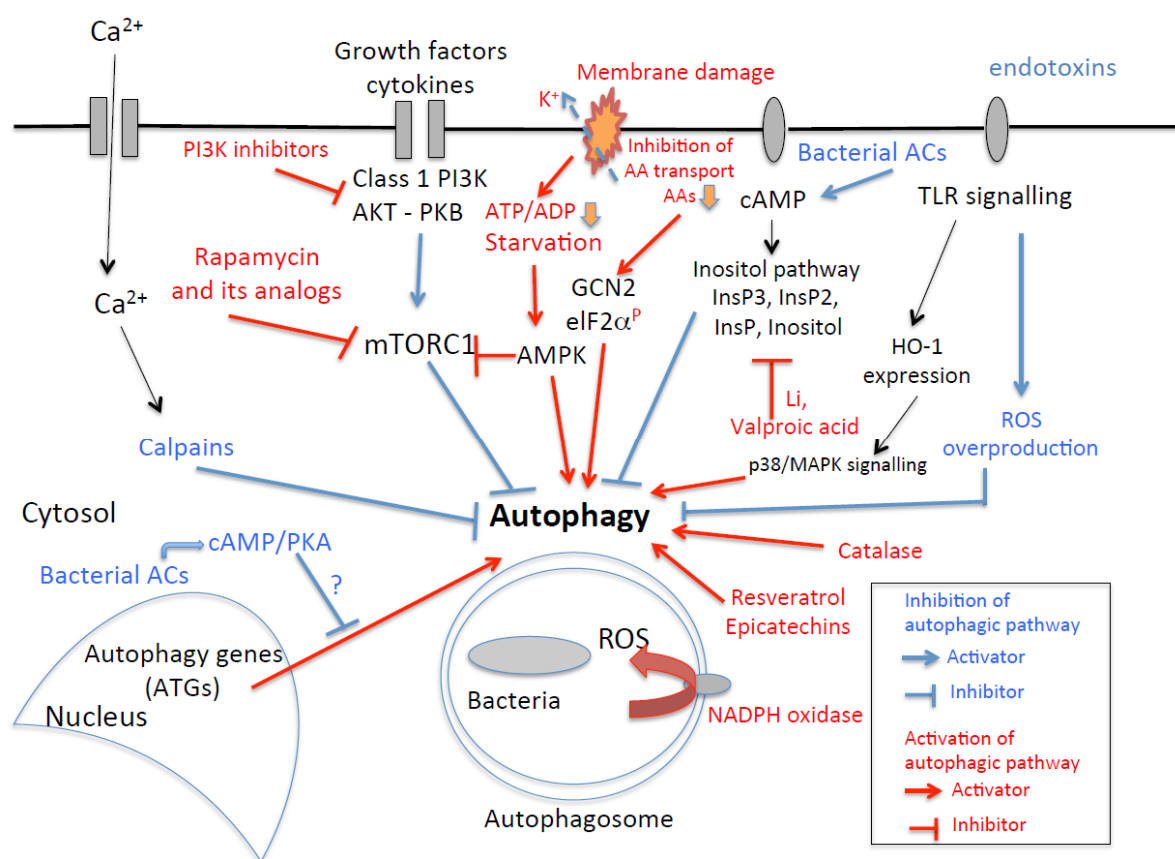 Ca²⁺
Growth factors
cytokines
Membrane damage
endotoxins
K⁺
PI3K inhibitors
Inhibition of
AA transport
AAs
Bacterial ACs
Class 1 PI3K
AKT - PKB
ATP/ADP
Starvation
cAMP
TLR signalling
Rapamycin
and its analogs
Ca²⁺
GCN2
eIF2αᴾ
Inositol pathway
InsP3, InsP2,
InsP, Inositol
mTORC1
AMPK
HO-1
expression
Li,
Valproic acid
ROS
overproduction
Calpains
p38/MAPK signalling
Cytosol
Autophagy
cAMP/PKA
Bacterial ACs
?
Catalase
Resveratrol
Epicatechins
Autophagy genes
(ATGs)
Nucleus
ROS
Bacteria
NADPH oxidase
Autophagosome
Inhibition of
autophagic pathway
Activator
Inhibitor
Activation of
autophagic pathway
Activator
Inhibitor